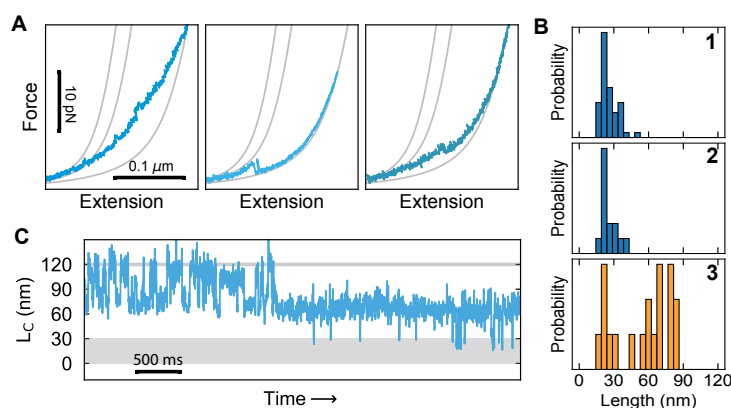 A
Force
10 pN
0.1 µm
Extension
Extension
Extension
B
1
Probability
2
Probability
3
Probability
0 30 60 90 120
Length (nm)
C
L_C (nm)
120
90
60
30
0
500 ms
Time →